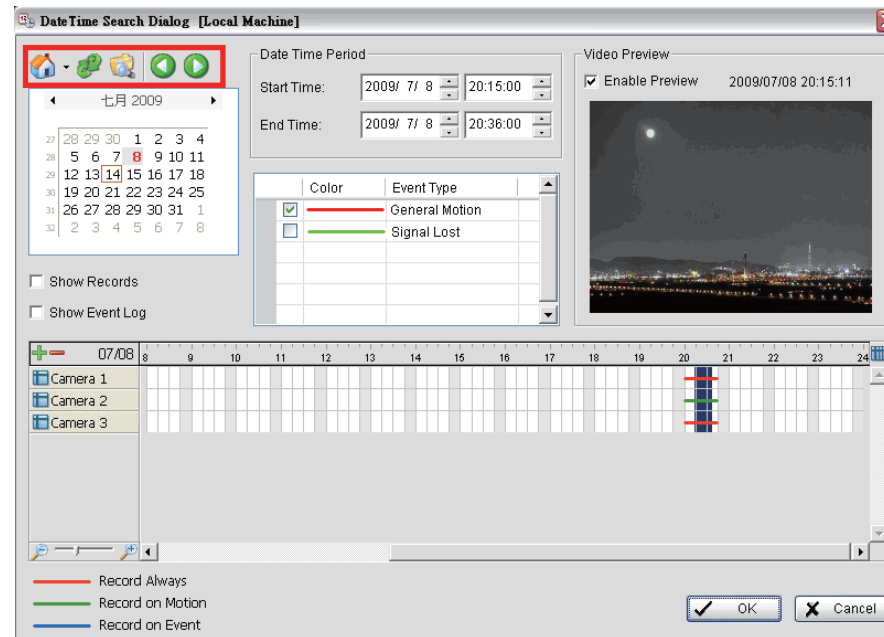 DateTime Search Dialog [Local Machine]
Date Time Period
Start Time: 2009/ 7/ 8 20:15:00
End Time: 2009/ 7/ 8 20:36:00
Video Preview
Enable Preview 2009/07/08 20:15:11
七月 2009
27 28 29 30 1 2 3 4
28 5 6 7 8 9 10 11
29 12 13 14 15 16 17 18
30 19 20 21 22 23 24 25
31 26 27 28 29 30 31 1
32 2 3 4 5 6 7 8
Color Event Type
General Motion
Signal Lost
Show Records
Show Event Log
07/08 8 9 10 11 12 13 14 15 16 17 18 19 20 21 22 23 24
Camera 1
Camera 2
Camera 3
Record Always
Record on Motion
Record on Event
OK
Cancel